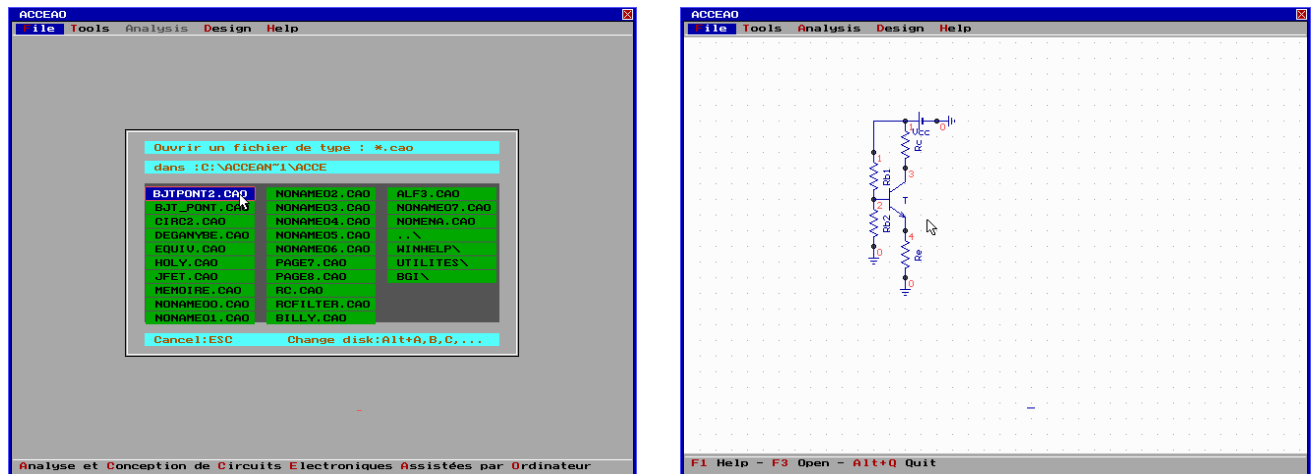 ACCEAO
File Tools Analysis Design Help
Ouvrir un fichier de type : *.cao
dans :C:\ACCEAN~1\ACCE
BJTPONT2.CAO NONAME02.CAO ALF3.CAO
BJT_PONT.CAO NONAME03.CAO NONAME07.CAO
CIRC2.CAO NONAME04.CAO NOMENA.CAO
DEGANYBE.CAO NONAME05.CAO ..\
EQUIV.CAO NONAME06.CAO WINHELP\
HOLY.CAO PAGE7.CAO UTILITES\
JFET.CAO PAGE8.CAO BGI\
MEMOIRE.CAO RC.CAO
NONAME00.CAO RCFILTER.CAO
NONAME01.CAO BILLY.CAO
Cancel:ESC Change disk:Alt+A,B,C,...
Analyse et Conception de Circuits Electroniques Assistées par Ordinateur
ACCEAO
File Tools Analysis Design Help
1 0
Vcc
Rc
1
Rb1
3
2
T
Rb2
4
0
Re
0
F1 Help - F3 Open - Alt+Q Quit